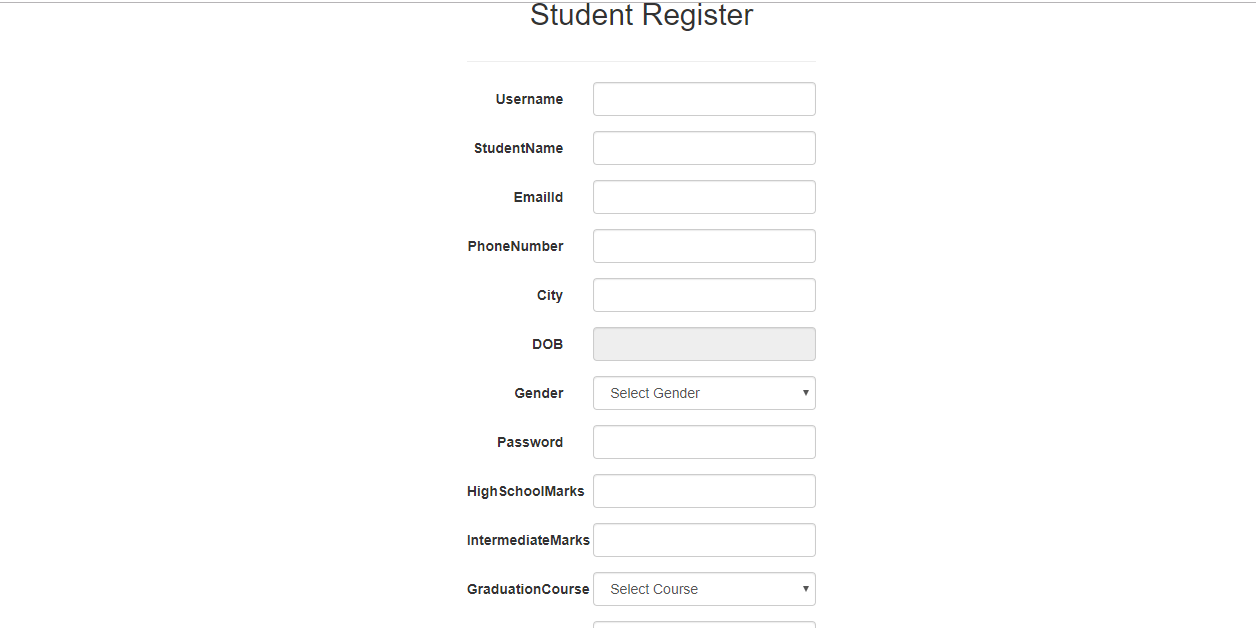 Student Register
Username
StudentName
EmailId
PhoneNumber
City
DOB
Gender Select Gender
Password
HighSchoolMarks
IntermediateMarks
GraduationCourse Select Course